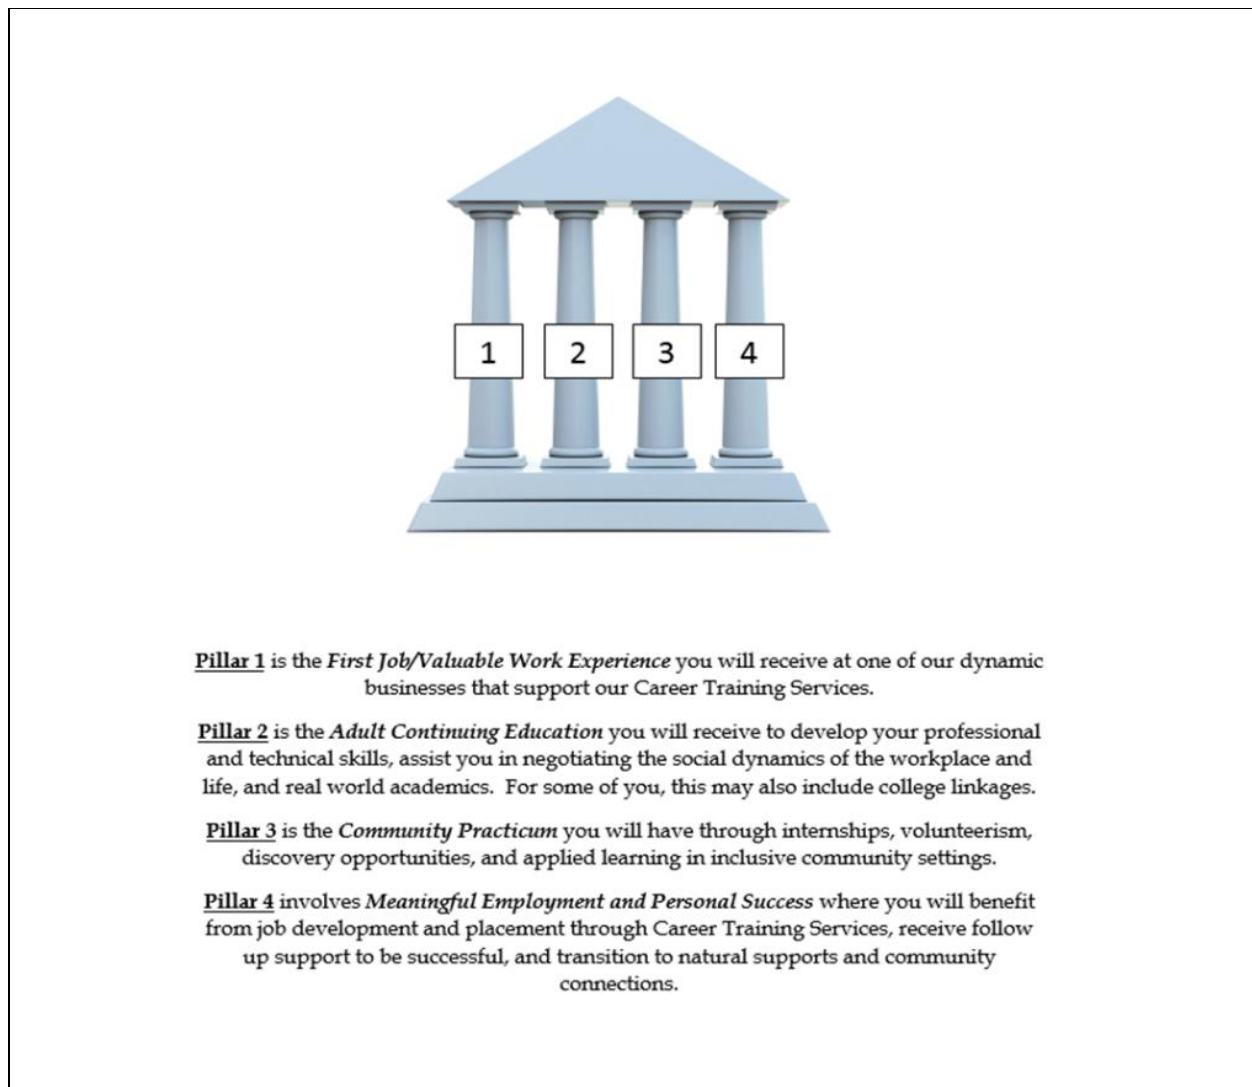 1 2 3 4
Pillar 1 is the First Job/Valuable Work Experience you will receive at one of our dynamic
businesses that support our Career Training Services.
Pillar 2 is the Adult Continuing Education you will receive to develop your professional
and technical skills, assist you in negotiating the social dynamics of the workplace and
life, and real world academics.  For some of you, this may also include college linkages.
Pillar 3 is the Community Practicum you will have through internships, volunteerism,
discovery opportunities, and applied learning in inclusive community settings.
Pillar 4 involves Meaningful Employment and Personal Success where you will benefit
from job development and placement through Career Training Services, receive follow
up support to be successful, and transition to natural supports and community
connections.